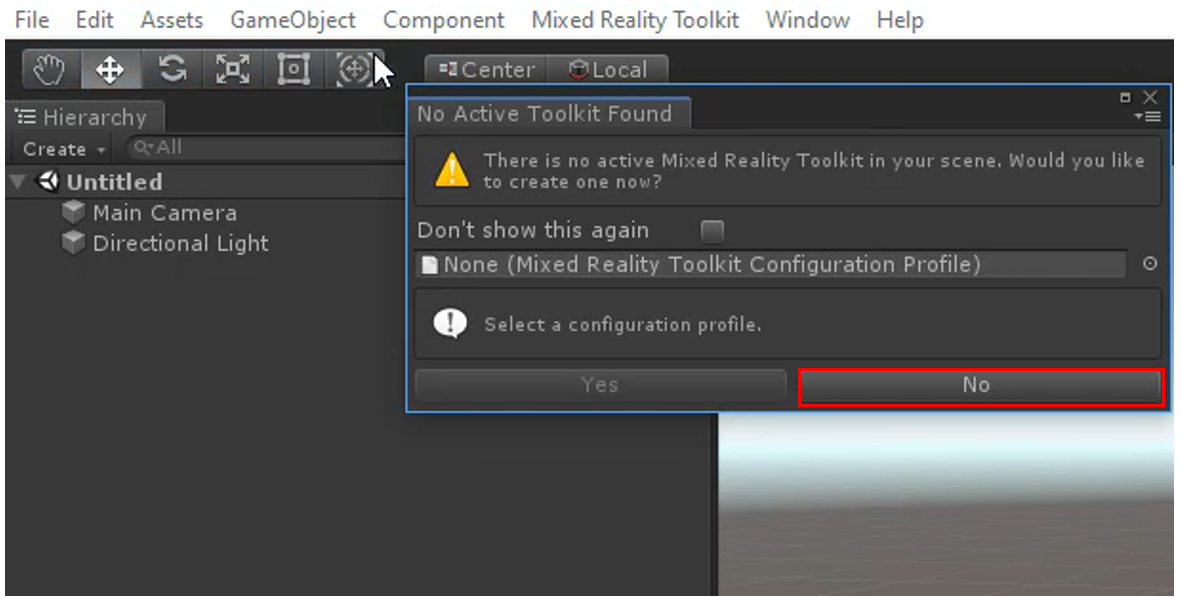 File Edit Assets GameObject Component Mixed Reality Toolkit Window Help
Center Local
Hierarchy
Create All
Untitled
Main Camera
Directional Light
No Active Toolkit Found
There is no active Mixed Reality Toolkit in your scene. Would you like
to create one now?
Don't show this again
None (Mixed Reality Toolkit Configuration Profile)
Select a configuration profile.
Yes No